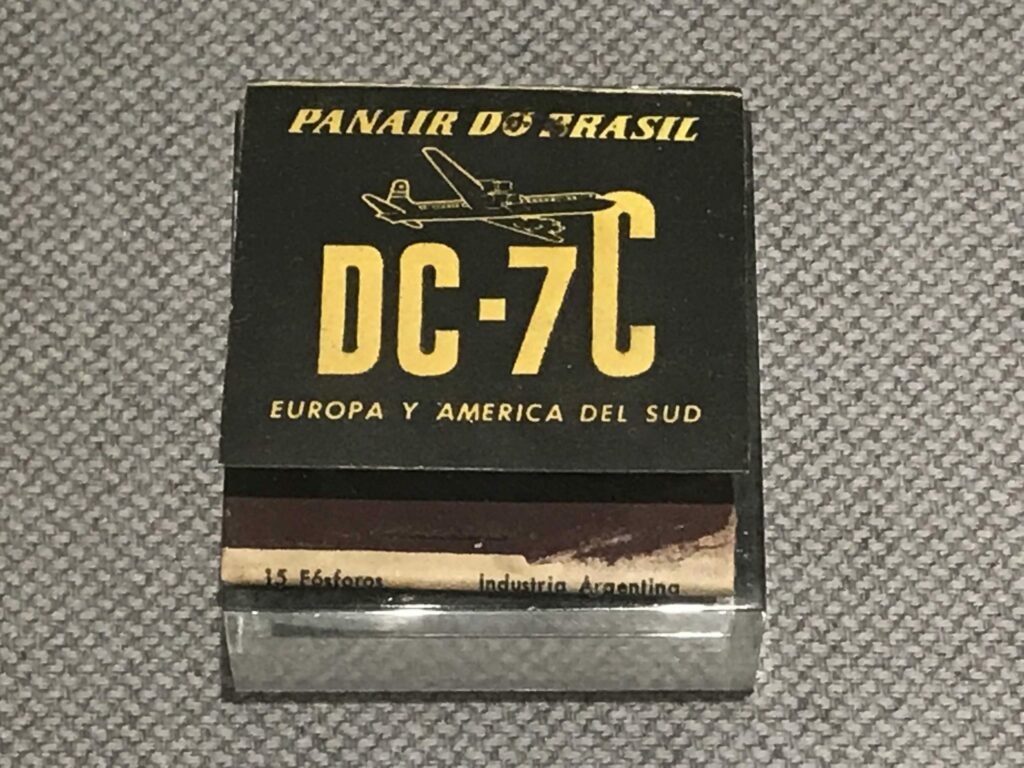 PANAIR DO BRASIL
DC-7C
EUROPA Y AMERICA DEL SUD
15 Fósforos Industria Argentina